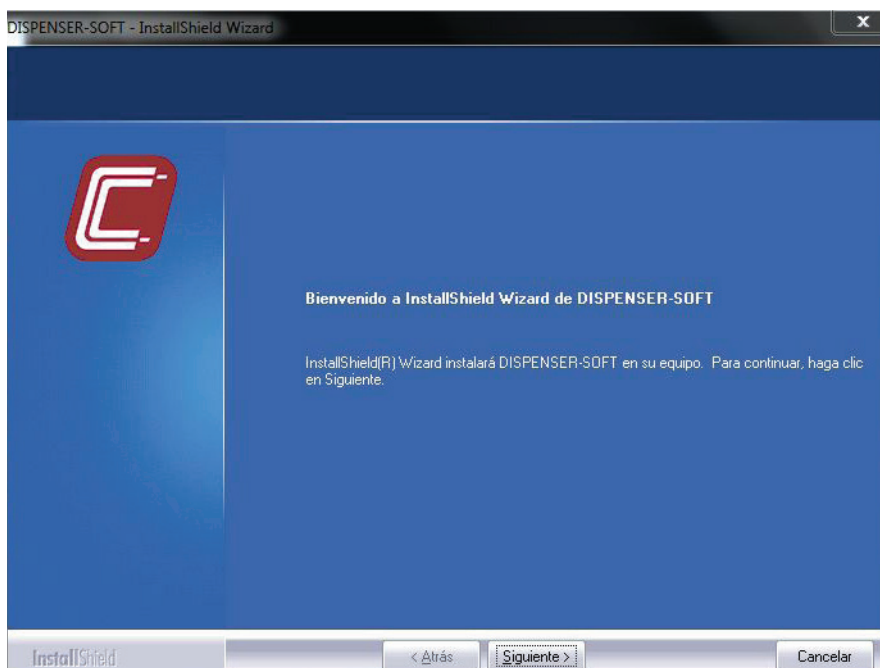 DISPENSER-SOFT - InstallShield Wizard
Bienvenido a InstallShield Wizard de DISPENSER-SOFT
InstallShield(R) Wizard instalará DISPENSER-SOFT en su equipo. Para continuar, haga clic
en Siguiente.
InstallShield
< Atrás
Siguiente >
Cancelar